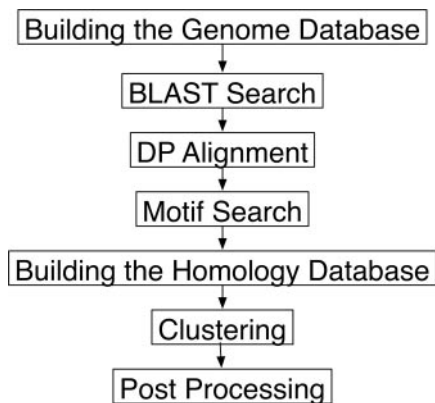 Building the Genome Database
BLAST Search
DP Alignment
Motif Search
Building the Homology Database
Clustering
Post Processing